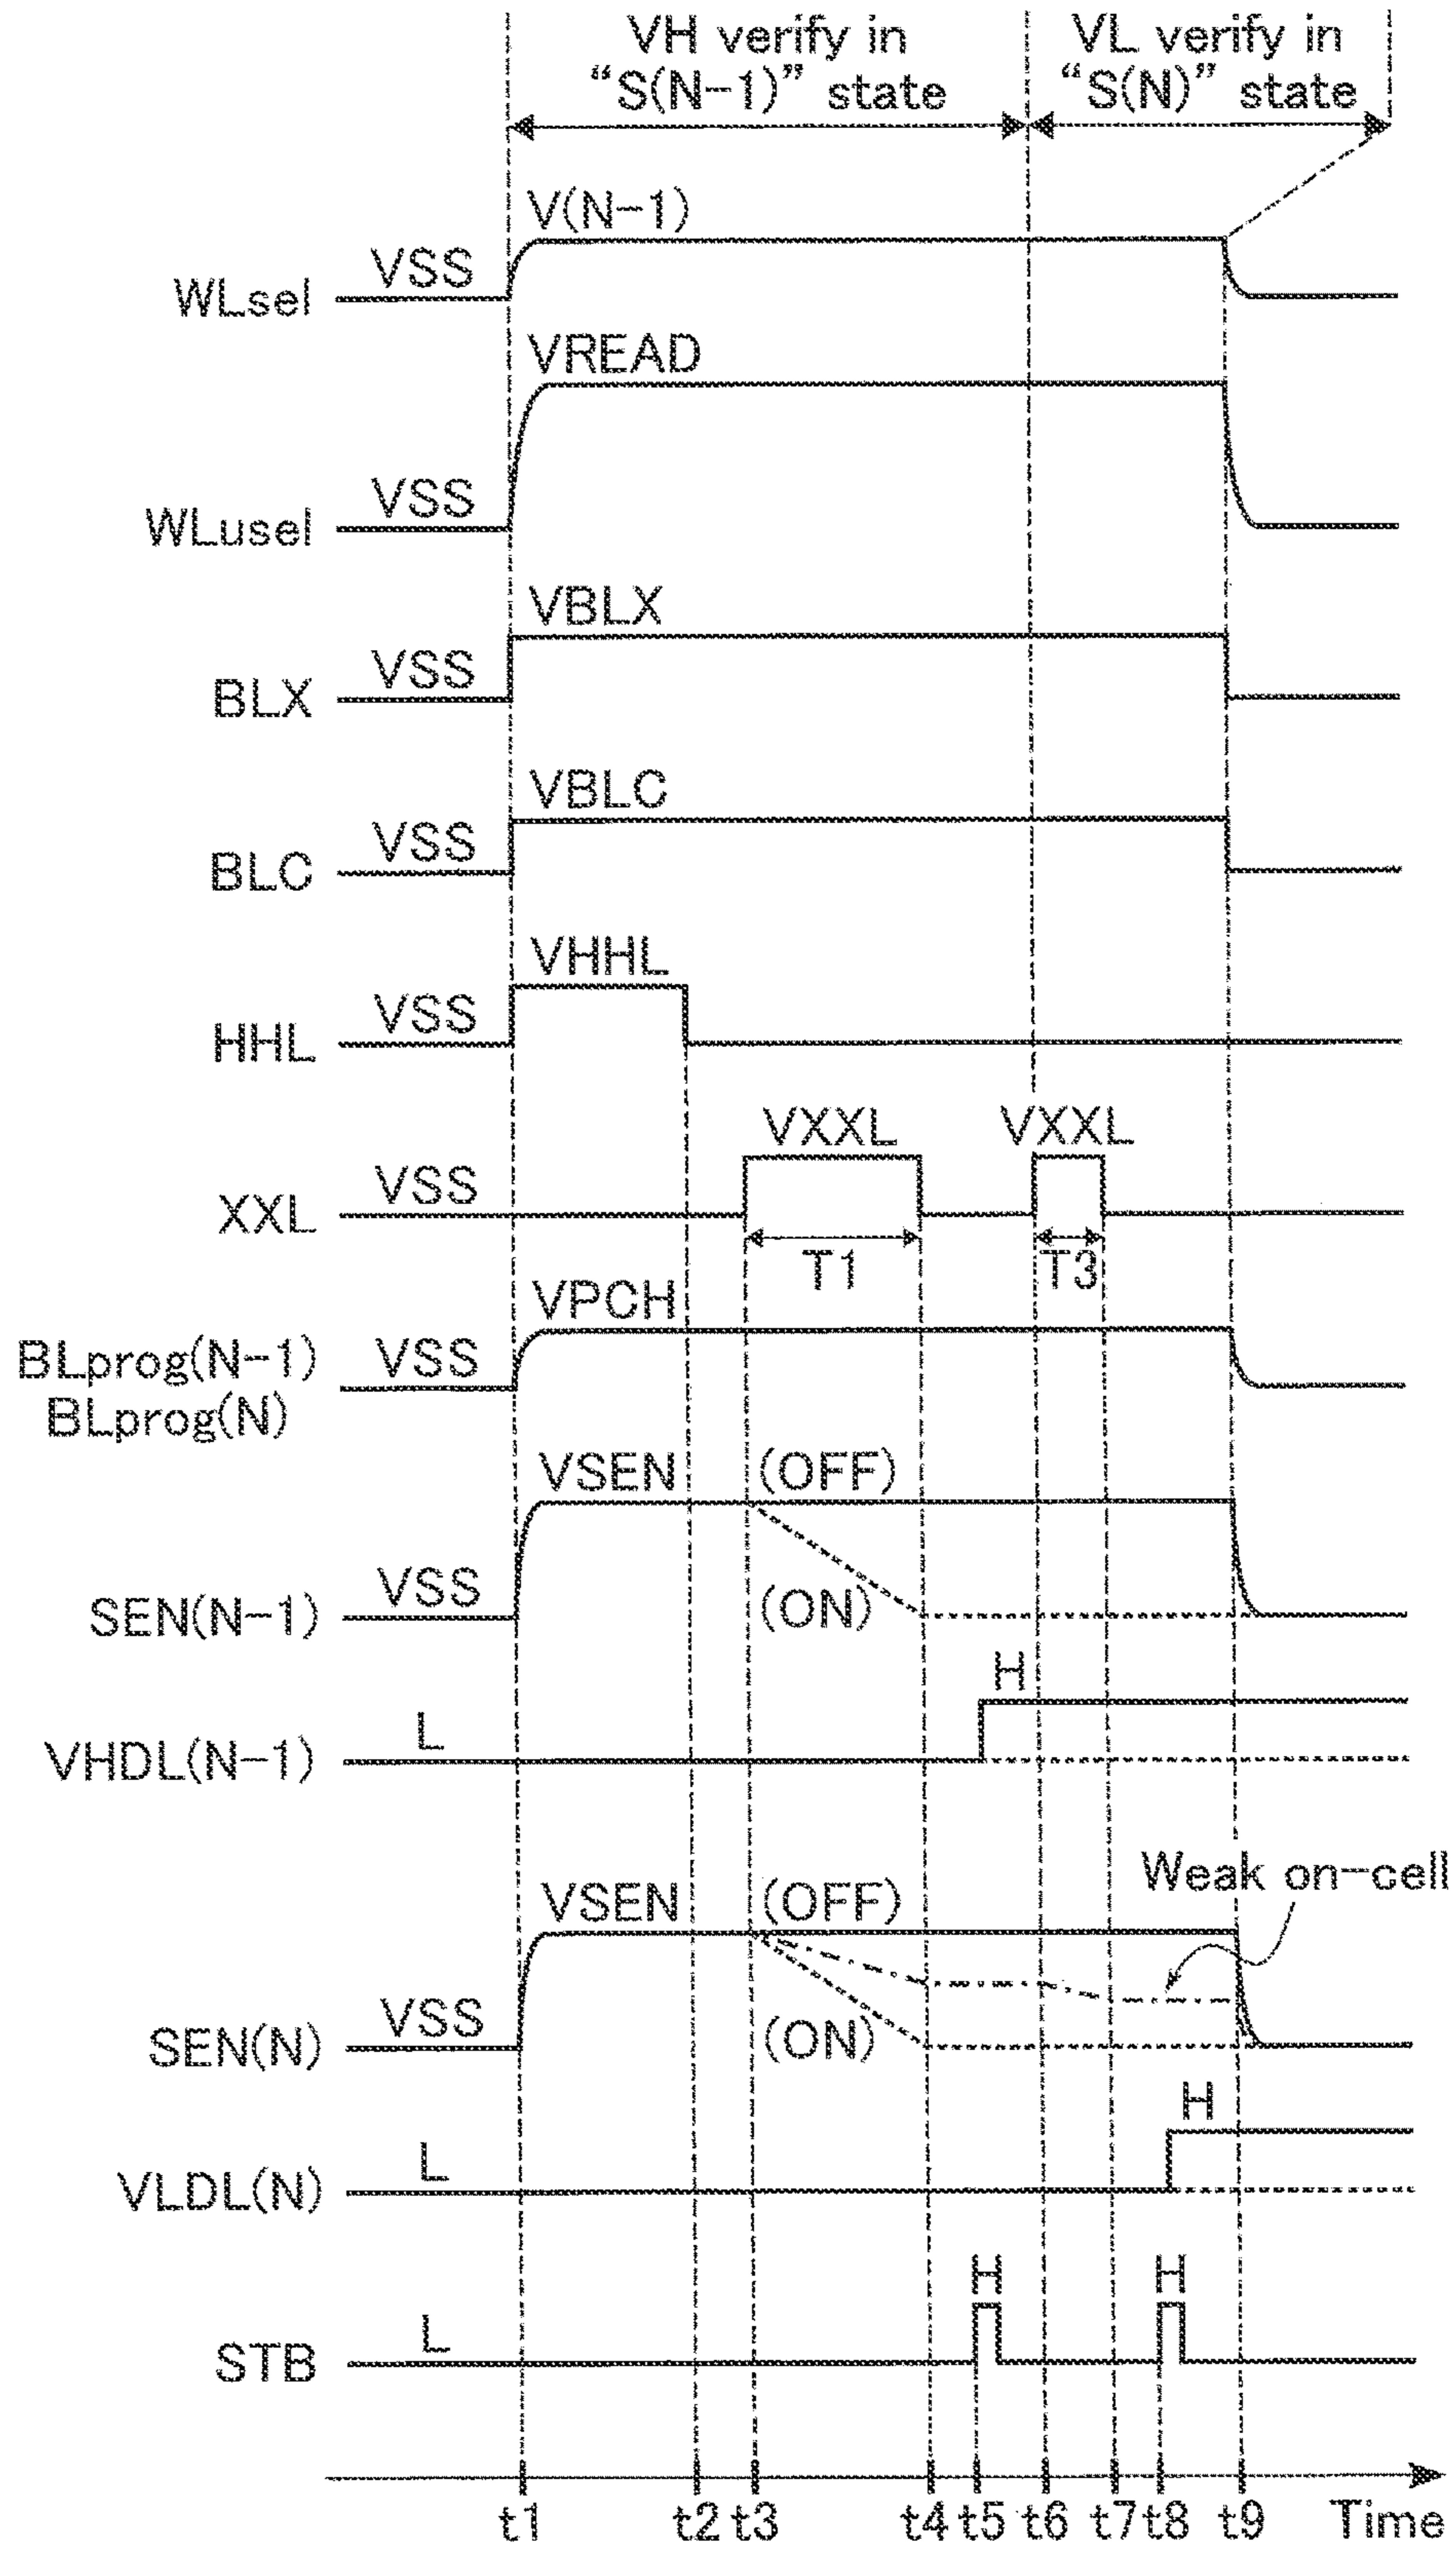 VH verify in
“S(N-1)” state
VL verify in
“S(N)” state
V(N-1)
VSS
WLsel
VREAD
VSS
WLusel
VBLX
VSS
BLX
VBLC
VSS
BLC
VHHL
VSS
HHL
VXXL
VXXL
VSS
XXL
T1
T3
VPCH
VSS
BLprog(N-1)
BLprog(N)
VSEN
(OFF)
VSS
(ON)
SEN(N-1)
H
L
VHDL(N-1)
Weak on-cell
VSEN
(OFF)
VSS
(ON)
SEN(N)
H
L
VLDL(N)
H
H
L
STB
t1 t2 t3 t4 t5 t6 t7 t8 t9 Time